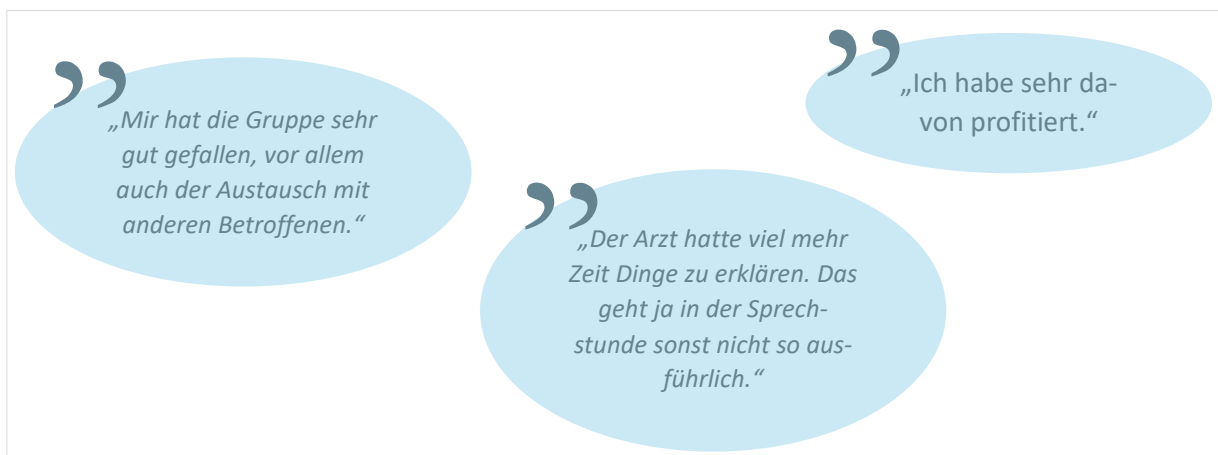 „Mir hat die Gruppe sehr
gut gefallen, vor allem
auch der Austausch mit
anderen Betroffenen.“
„Der Arzt hatte viel mehr
Zeit Dinge zu erklären. Das
geht ja in der Sprech-
stunde sonst nicht so aus-
führlich.“
„Ich habe sehr da-
von profitiert.“